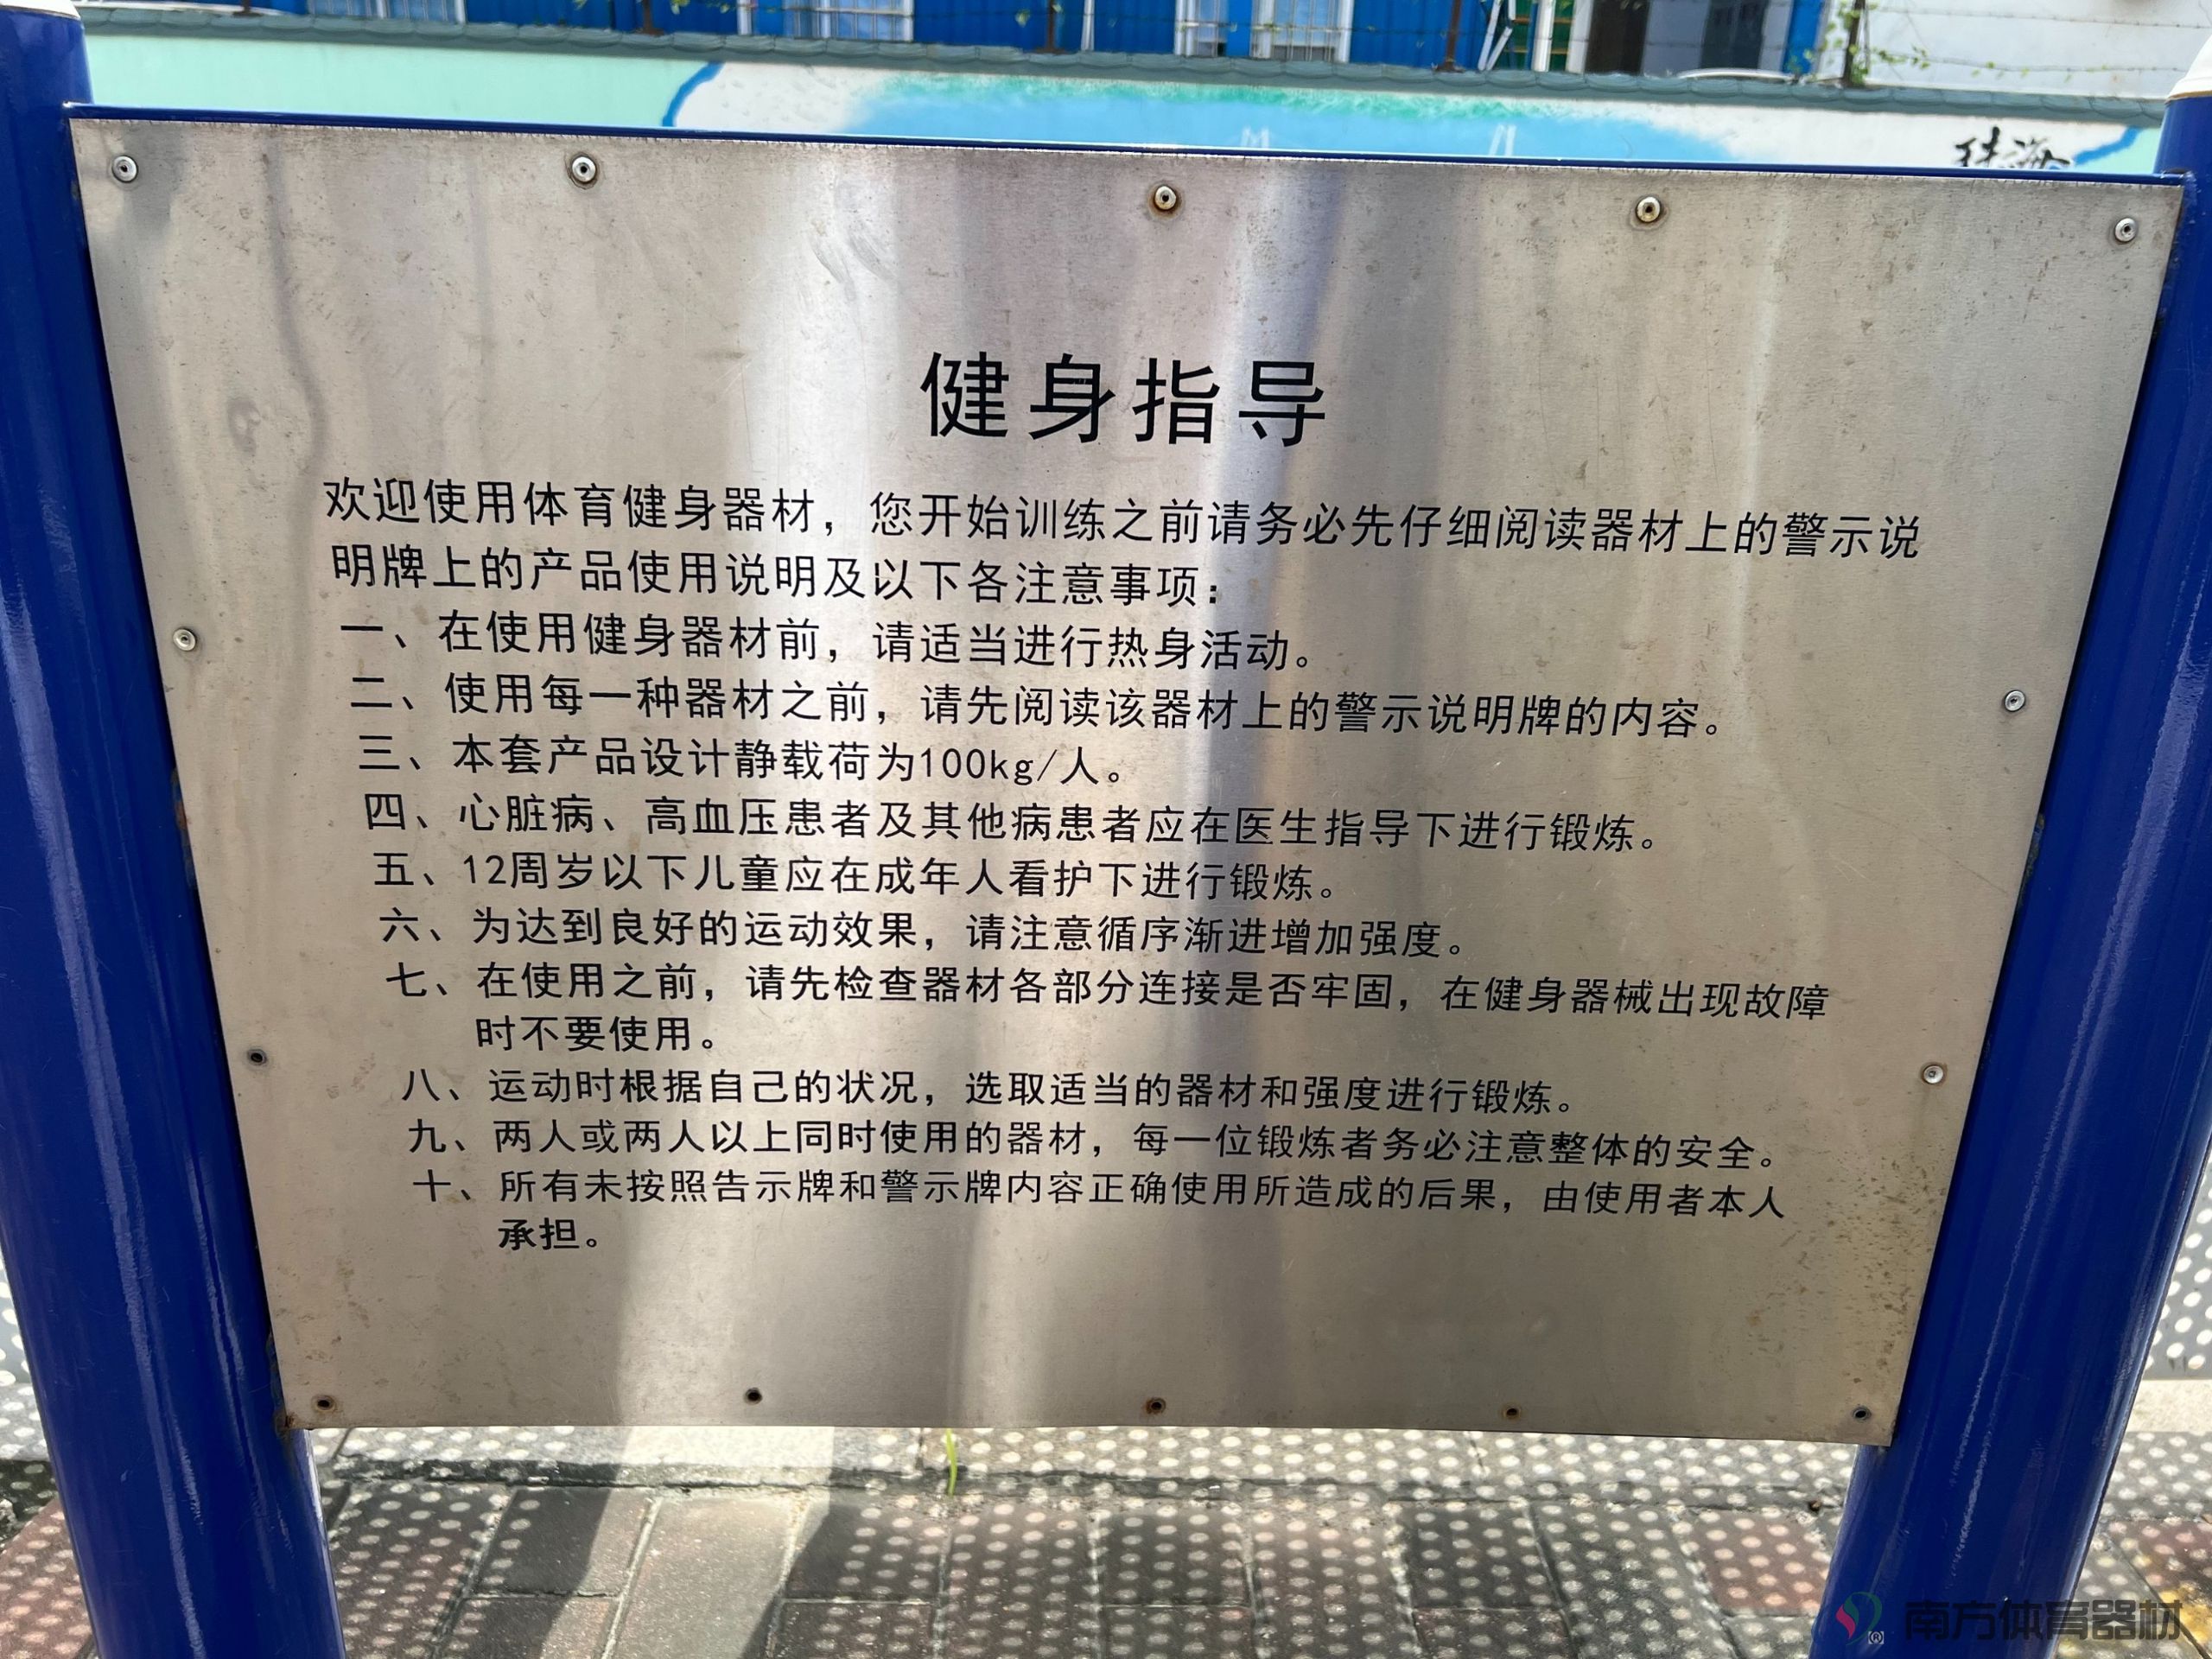 珠海
健身指导
欢迎使用体育健身器材，您开始训练之前请务必先仔细阅读器材上的警示说
明牌上的产品使用说明及以下各注意事项：
一、在使用健身器材前，请适当进行热身活动。
二、使用每一种器材之前，请先阅读该器材上的警示说明牌的内容。
三、本套产品设计静载荷为100kg/人。
四、心脏病、高血压患者及其他病患者应在医生指导下进行锻炼。
五、12周岁以下儿童应在成年人看护下进行锻炼。
六、为达到良好的运动效果，请注意循序渐进增加强度。
七、在使用之前，请先检查器材各部分连接是否牢固，在健身器械出现故障
时不要使用。
八、运动时根据自己的状况，选取适当的器材和强度进行锻炼。
九、两人或两人以上同时使用的器材，每一位锻炼者务必注意整体的安全。
十、所有未按照告示牌和警示牌内容正确使用所造成的后果，由使用者本人
承担。
® 南方体育器材